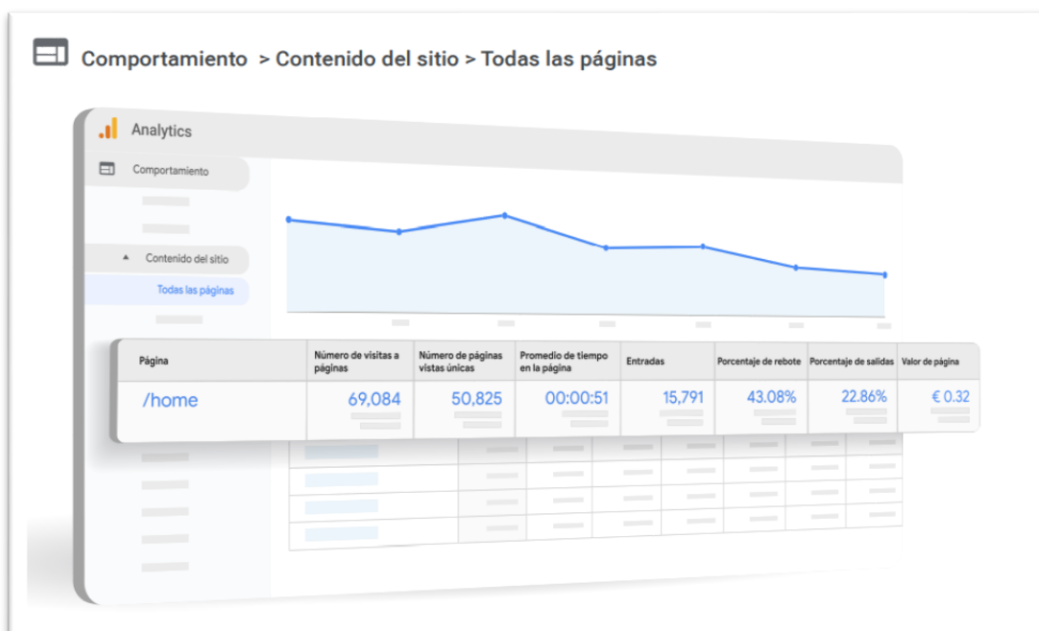 Comportamiento > Contenido del sitio > Todas las páginas
Analytics
Comportamiento
Contenido del sitio
Todas las páginas
Página
Número de visitas a
páginas
Número de páginas
vistas únicas
Promedio de tiempo
en la página
Entradas
Porcentaje de rebote
Porcentaje de salidas
Valor de página
/home
69,084
50,825
00:00:51
15,791
43.08%
22.86%
€ 0.32